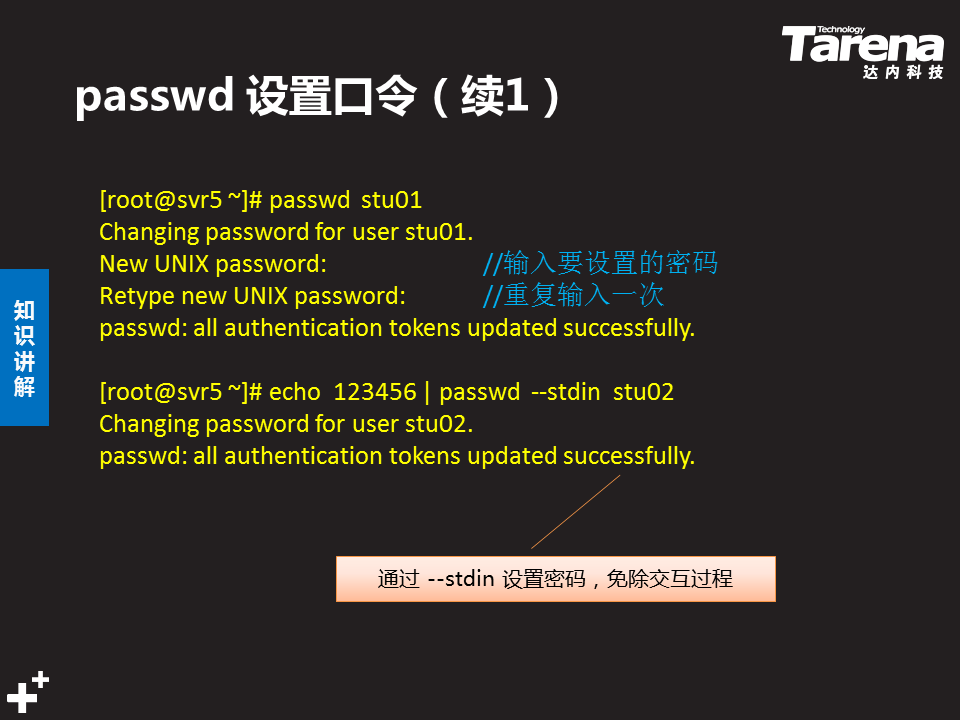 Technology
Tarena
达内科技
passwd 设置口令（续1）
[root@svr5 ~]# passwd  stu01
Changing password for user stu01.
New UNIX password: //输入要设置的密码
Retype new UNIX password: //重复输入一次
passwd: all authentication tokens updated successfully.
知识讲解
[root@svr5 ~]# echo  123456 | passwd  --stdin  stu02
Changing password for user stu02.
passwd: all authentication tokens updated successfully.
通过 --stdin 设置密码，免除交互过程